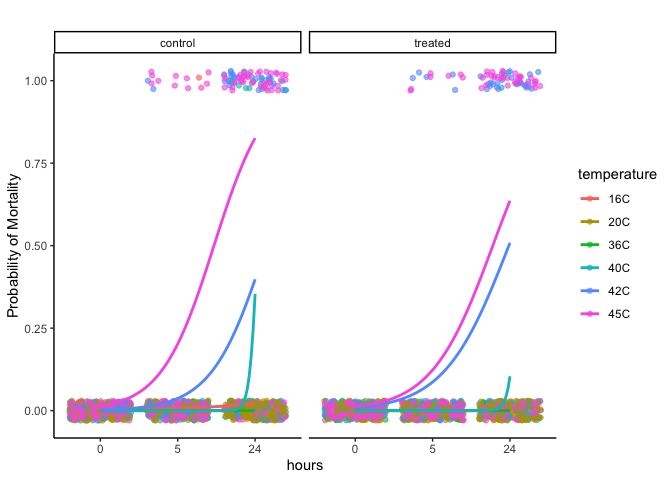 control
treated
Probability of Mortality
1.00
0.75
0.50
0.25
0.00
0
5
24
0
5
24
hours
temperature
16C
20C
36C
40C
42C
45C